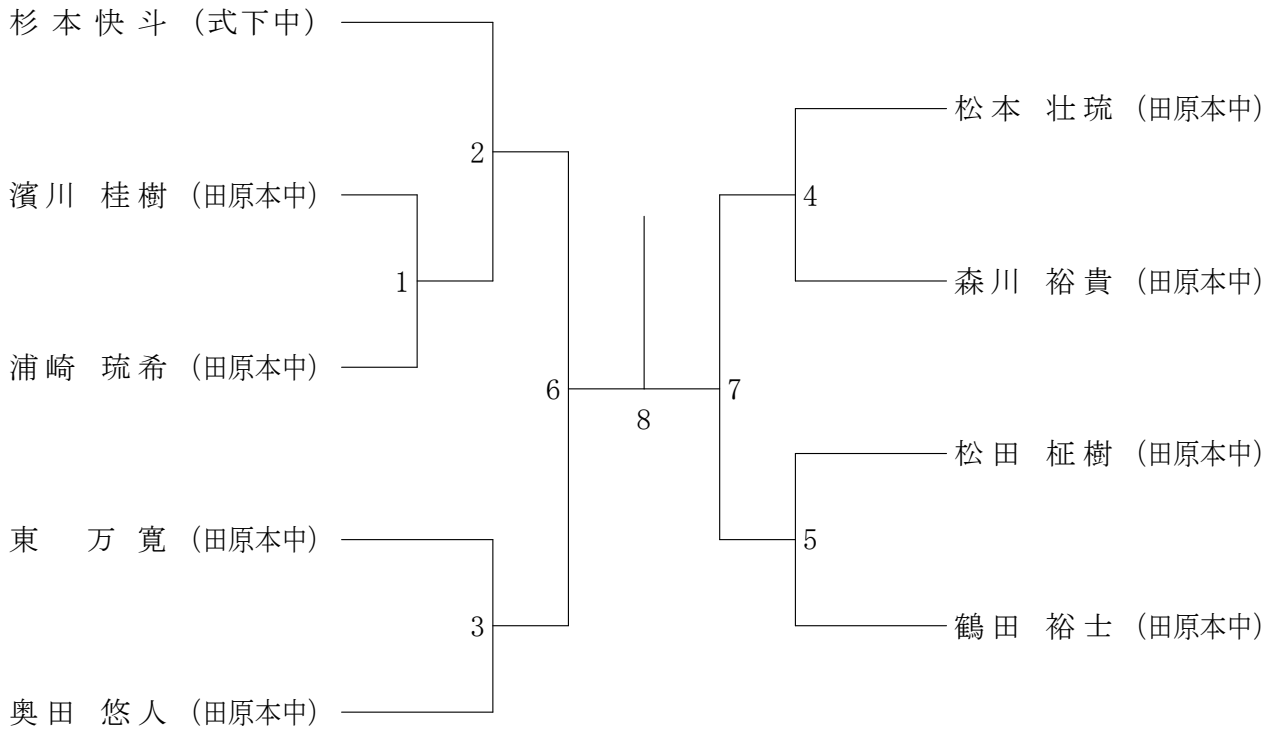 杉本快斗 (式下中)
松本 壮琉 (田原本中)
2
濱川 桂樹 (田原本中)
4
1
森川 裕貴 (田原本中)
浦崎 琉希 (田原本中)
6
7
8
松田 柾樹 (田原本中)
東 万寛 (田原本中)
5
3
鶴田 裕士 (田原本中)
奥田 悠人 (田原本中)